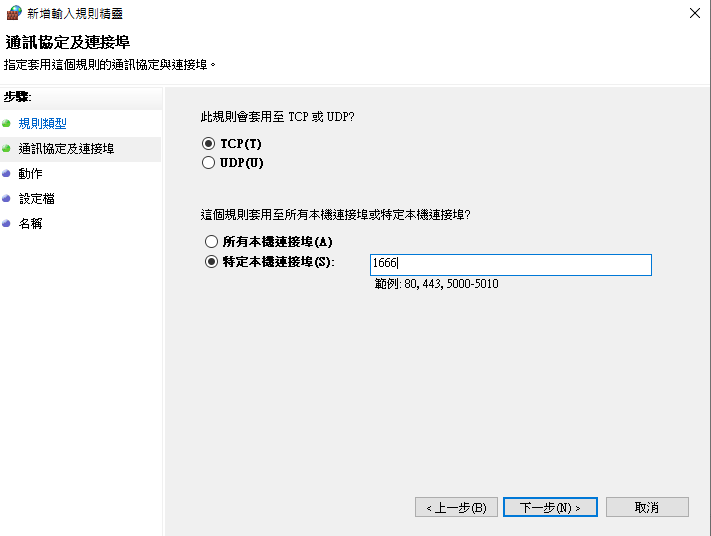 新增輸入規則精靈
通訊協定及連接埠
指定套用這個規則的通訊協定與連接埠。
步驟:
規則類型
通訊協定及連接埠
動作
設定檔
名稱
此規則會套用至 TCP 或 UDP?
TCP(T)
UDP(U)
這個規則套用至所有本機連接埠或特定本機連接埠?
所有本機連接埠(A)
特定本機連接埠(S):
1666
範例: 80, 443, 5000-5010
< 上一步(B)
下一步(N) >
取消